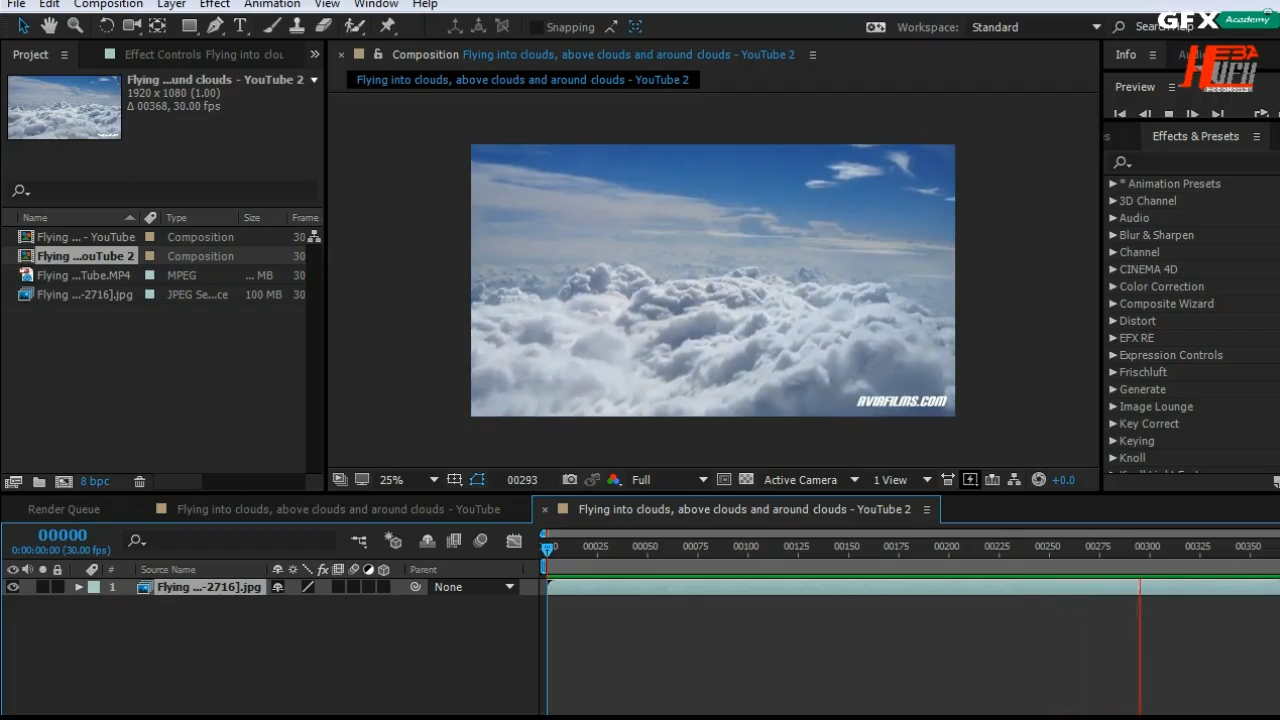 File Edit Composition Layer Effect Animation View Window Help
GFX Academy
Snapping
Workspace: Standard
Search Help
Project
Effect Controls Flying into clou
Composition Flying into clouds, above clouds and around clouds - YouTube 2
Info
HEBA
Flying into clouds, above clouds and around clouds - YouTube 2
Flying ...und clouds - YouTube 2
1920 x 1080 (1.00)
Δ 00368, 30.00 fps
Preview
Effects & Presets
Name Type Size Frame
Flying ... - YouTube Composition 30
Flying ...ouTube 2 Composition 30
Flying ...Tube.MP4 MPEG ... MB 30
Flying ...-2716].jpg JPEG Se...ce 100 MB 30
* Animation Presets
3D Channel
Audio
Blur & Sharpen
Channel
CINEMA 4D
Color Correction
Composite Wizard
Distort
EFX RE
Expression Controls
Frischluft
Generate
Image Lounge
Key Correct
Keying
Knoll
AVIAFILMS.COM
8 bpc
25% 00293 Full Active Camera 1 View +0.0
Render Queue
Flying into clouds, above clouds and around clouds - YouTube
Flying into clouds, above clouds and around clouds - YouTube 2
00000
0:00:00:00 (30.00 fps)
00025 00050 00075 00100 00125 00150 00175 00200 00225 00250 00275 00300 00325 00350
# Source Name Parent
1 Flying ...-2716].jpg None